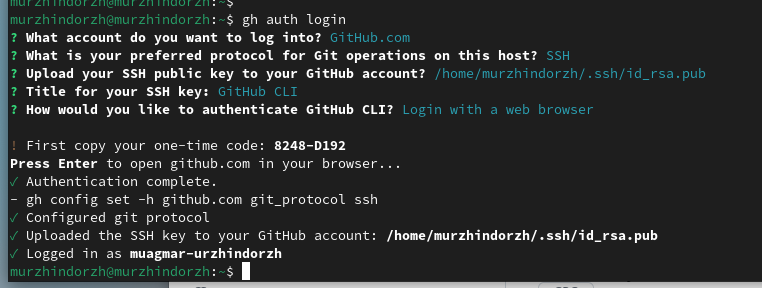 murzhindorzh@murzhindorzh:~$
murzhindorzh@murzhindorzh:~$ gh auth login
? What account do you want to log into? GitHub.com
? What is your preferred protocol for Git operations on this host? SSH
? Upload your SSH public key to your GitHub account? /home/murzhindorzh/.ssh/id_rsa.pub
? Title for your SSH key: GitHub CLI
? How would you like to authenticate GitHub CLI? Login with a web browser
! First copy your one-time code: 8248-D192
Press Enter to open github.com in your browser...
✓ Authentication complete.
- gh config set -h github.com git_protocol ssh
✓ Configured git protocol
✓ Uploaded the SSH key to your GitHub account: /home/murzhindorzh/.ssh/id_rsa.pub
✓ Logged in as muagmar-urzhindorzh
murzhindorzh@murzhindorzh:~$